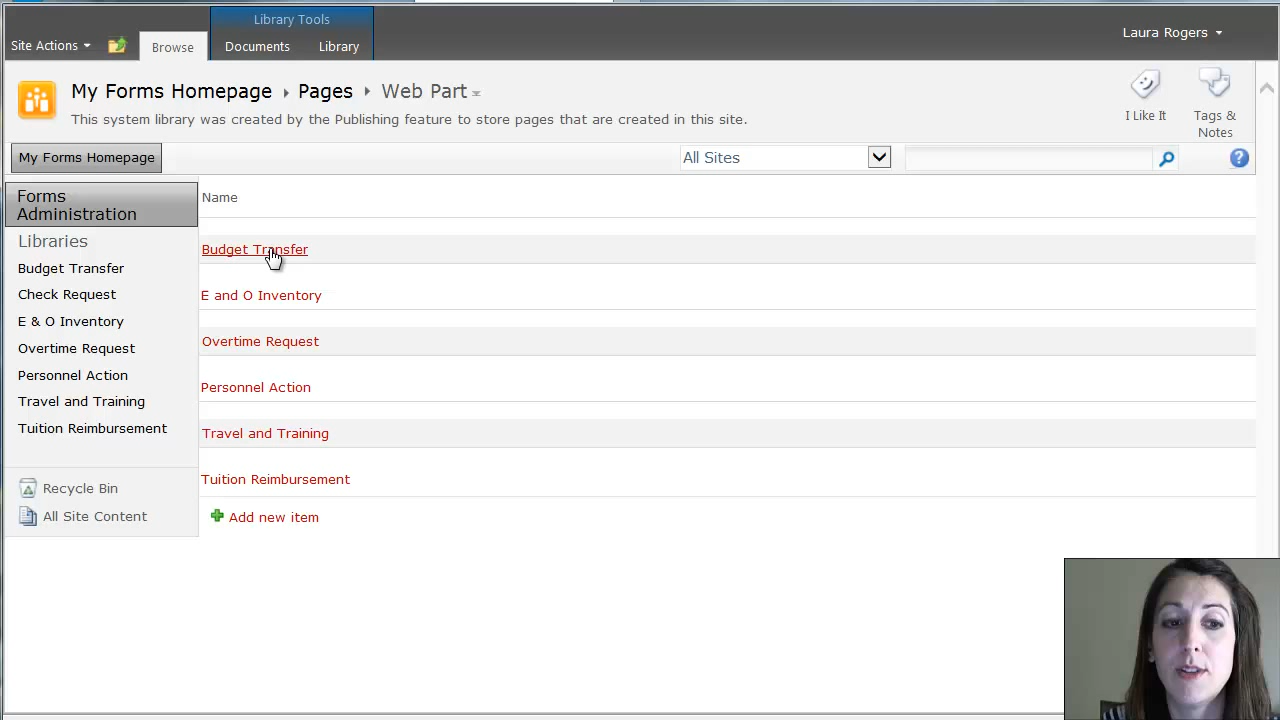 Library Tools
Site Actions
Browse
Documents
Library
Laura Rogers
My Forms Homepage
Pages
Web Part
This system library was created by the Publishing feature to store pages that are created in this site.
I Like It
Tags &
Notes
My Forms Homepage
All Sites
Forms
Administration
Libraries
Budget Transfer
Check Request
E & O Inventory
Overtime Request
Personnel Action
Travel and Training
Tuition Reimbursement
Recycle Bin
All Site Content
Name
Budget Transfer
E and O Inventory
Overtime Request
Personnel Action
Travel and Training
Tuition Reimbursement
Add new item